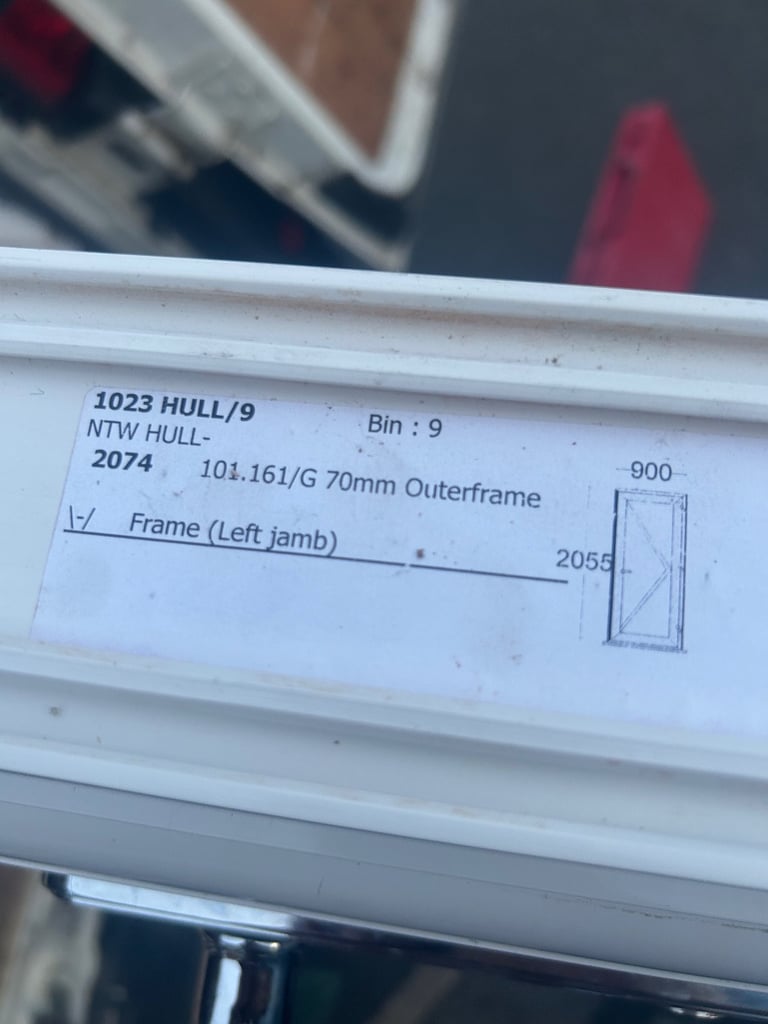 1023 HULL/9 Bin : 9
NTW HULL-
2074 101.161/G 70mm Outerframe
\-/ Frame (Left jamb)
900
2055